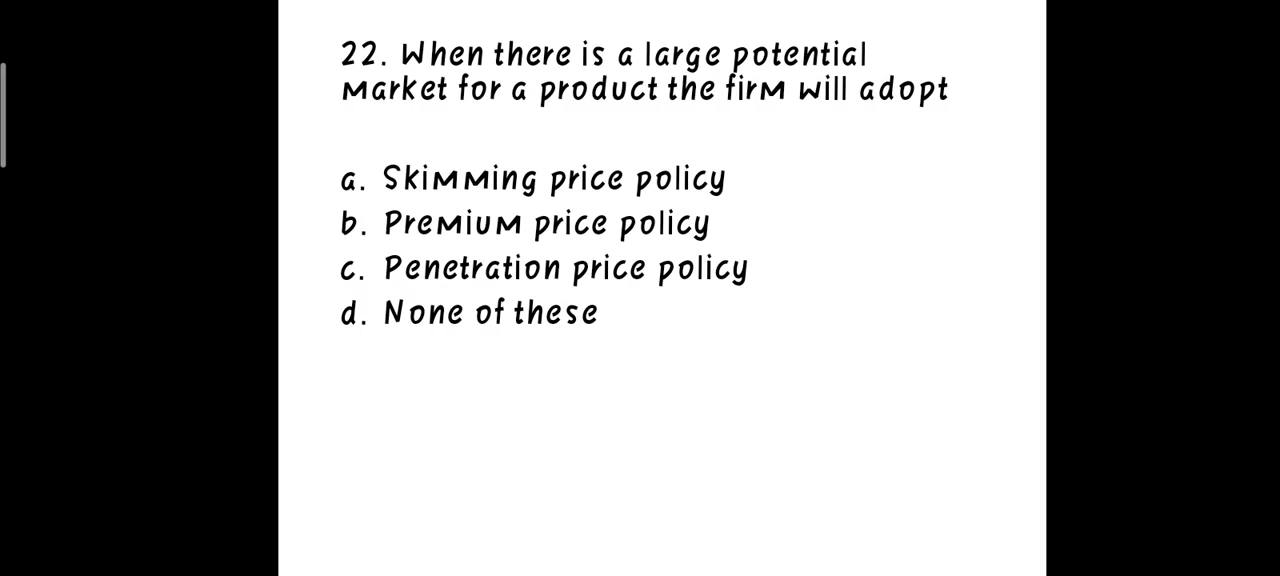 22. When there is a large potential
market for a product the firm will adopt
a. Skimming price policy
b. Premium price policy
c. Penetration price policy
d. None of these